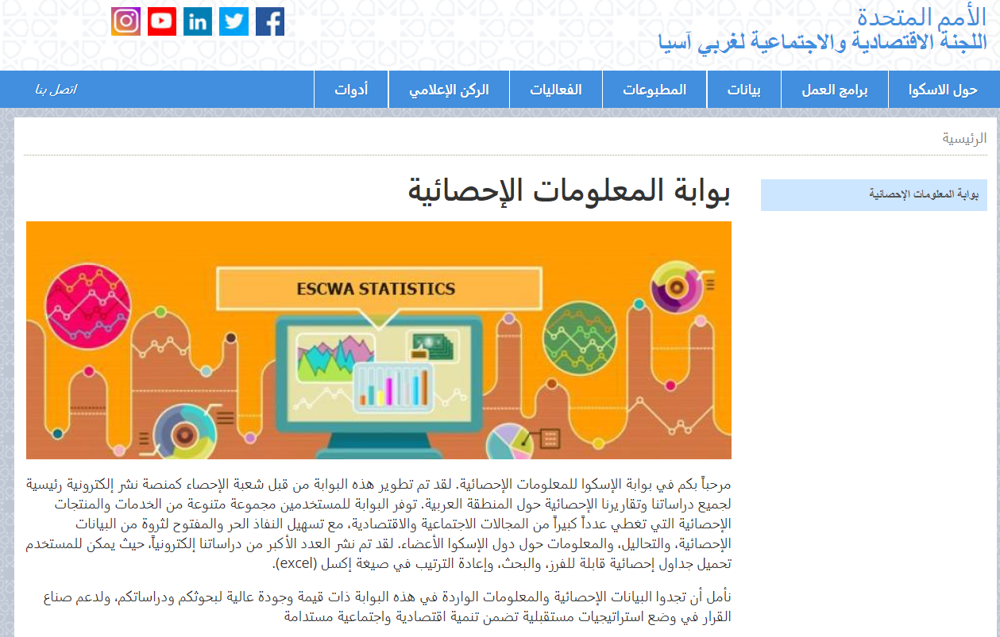 الأمم المتحدة
اللجنة الاقتصادية والاجتماعية لغربي آسيا
حول الاسكوا
برامج العمل
بيانات
المطبوعات
الفعاليات
الركن الإعلامي
أدوات
اتصل بنا
الرئيسية
بوابة المعلومات الإحصائية
بوابة المعلومات الإحصائية
ESCWA STATISTICS
مرحباً بكم في بوابة الإسكوا للمعلومات الإحصائية. لقد تم تطوير هذه البوابة من قبل شعبة الإحصاء كمنصة نشر إلكترونية رئيسية
لجميع دراساتنا وتقاريرنا الإحصائية حول المنطقة العربية. توفر البوابة للمستخدمين مجموعة متنوعة من الخدمات والمنتجات
الإحصائية التي تغطي عدداً كبيراً من المجالات الاجتماعية والاقتصادية، مع تسهيل النفاذ الحر والمفتوح لثروة من البيانات
الإحصائية، والتحاليل، والمعلومات حول دول الإسكوا الأعضاء. لقد تم نشر العدد الأكبر من دراساتنا إلكترونياً، حيث يمكن للمستخدم
تحميل جداول إحصائية قابلة للفرز، والبحث، وإعادة الترتيب في صيغة إكسل (excel).
نأمل أن تجدوا البيانات الإحصائية والمعلومات الواردة في هذه البوابة ذات قيمة وجودة عالية لبحوثكم ودراساتكم، ولدعم صناع
القرار في وضع استراتيجيات مستقبلية تضمن تنمية اقتصادية واجتماعية مستدامة